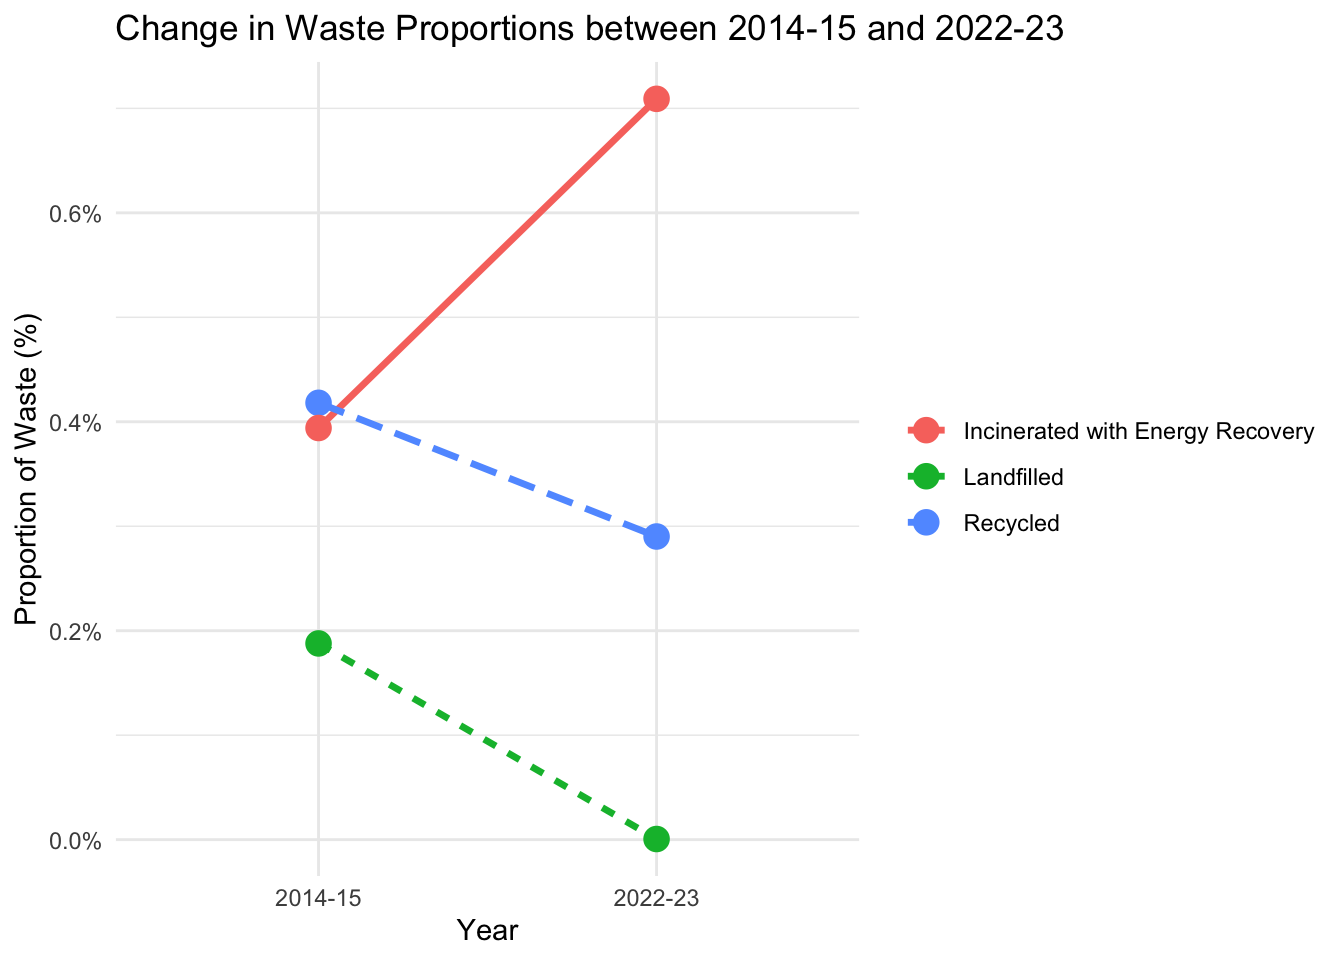 Change in Waste Proportions between 2014-15 and 2022-23
Proportion of Waste (%)
0.6%
0.4%
0.2%
0.0%
2014-15
2022-23
Year
Incinerated with Energy Recovery
Landfilled
Recycled